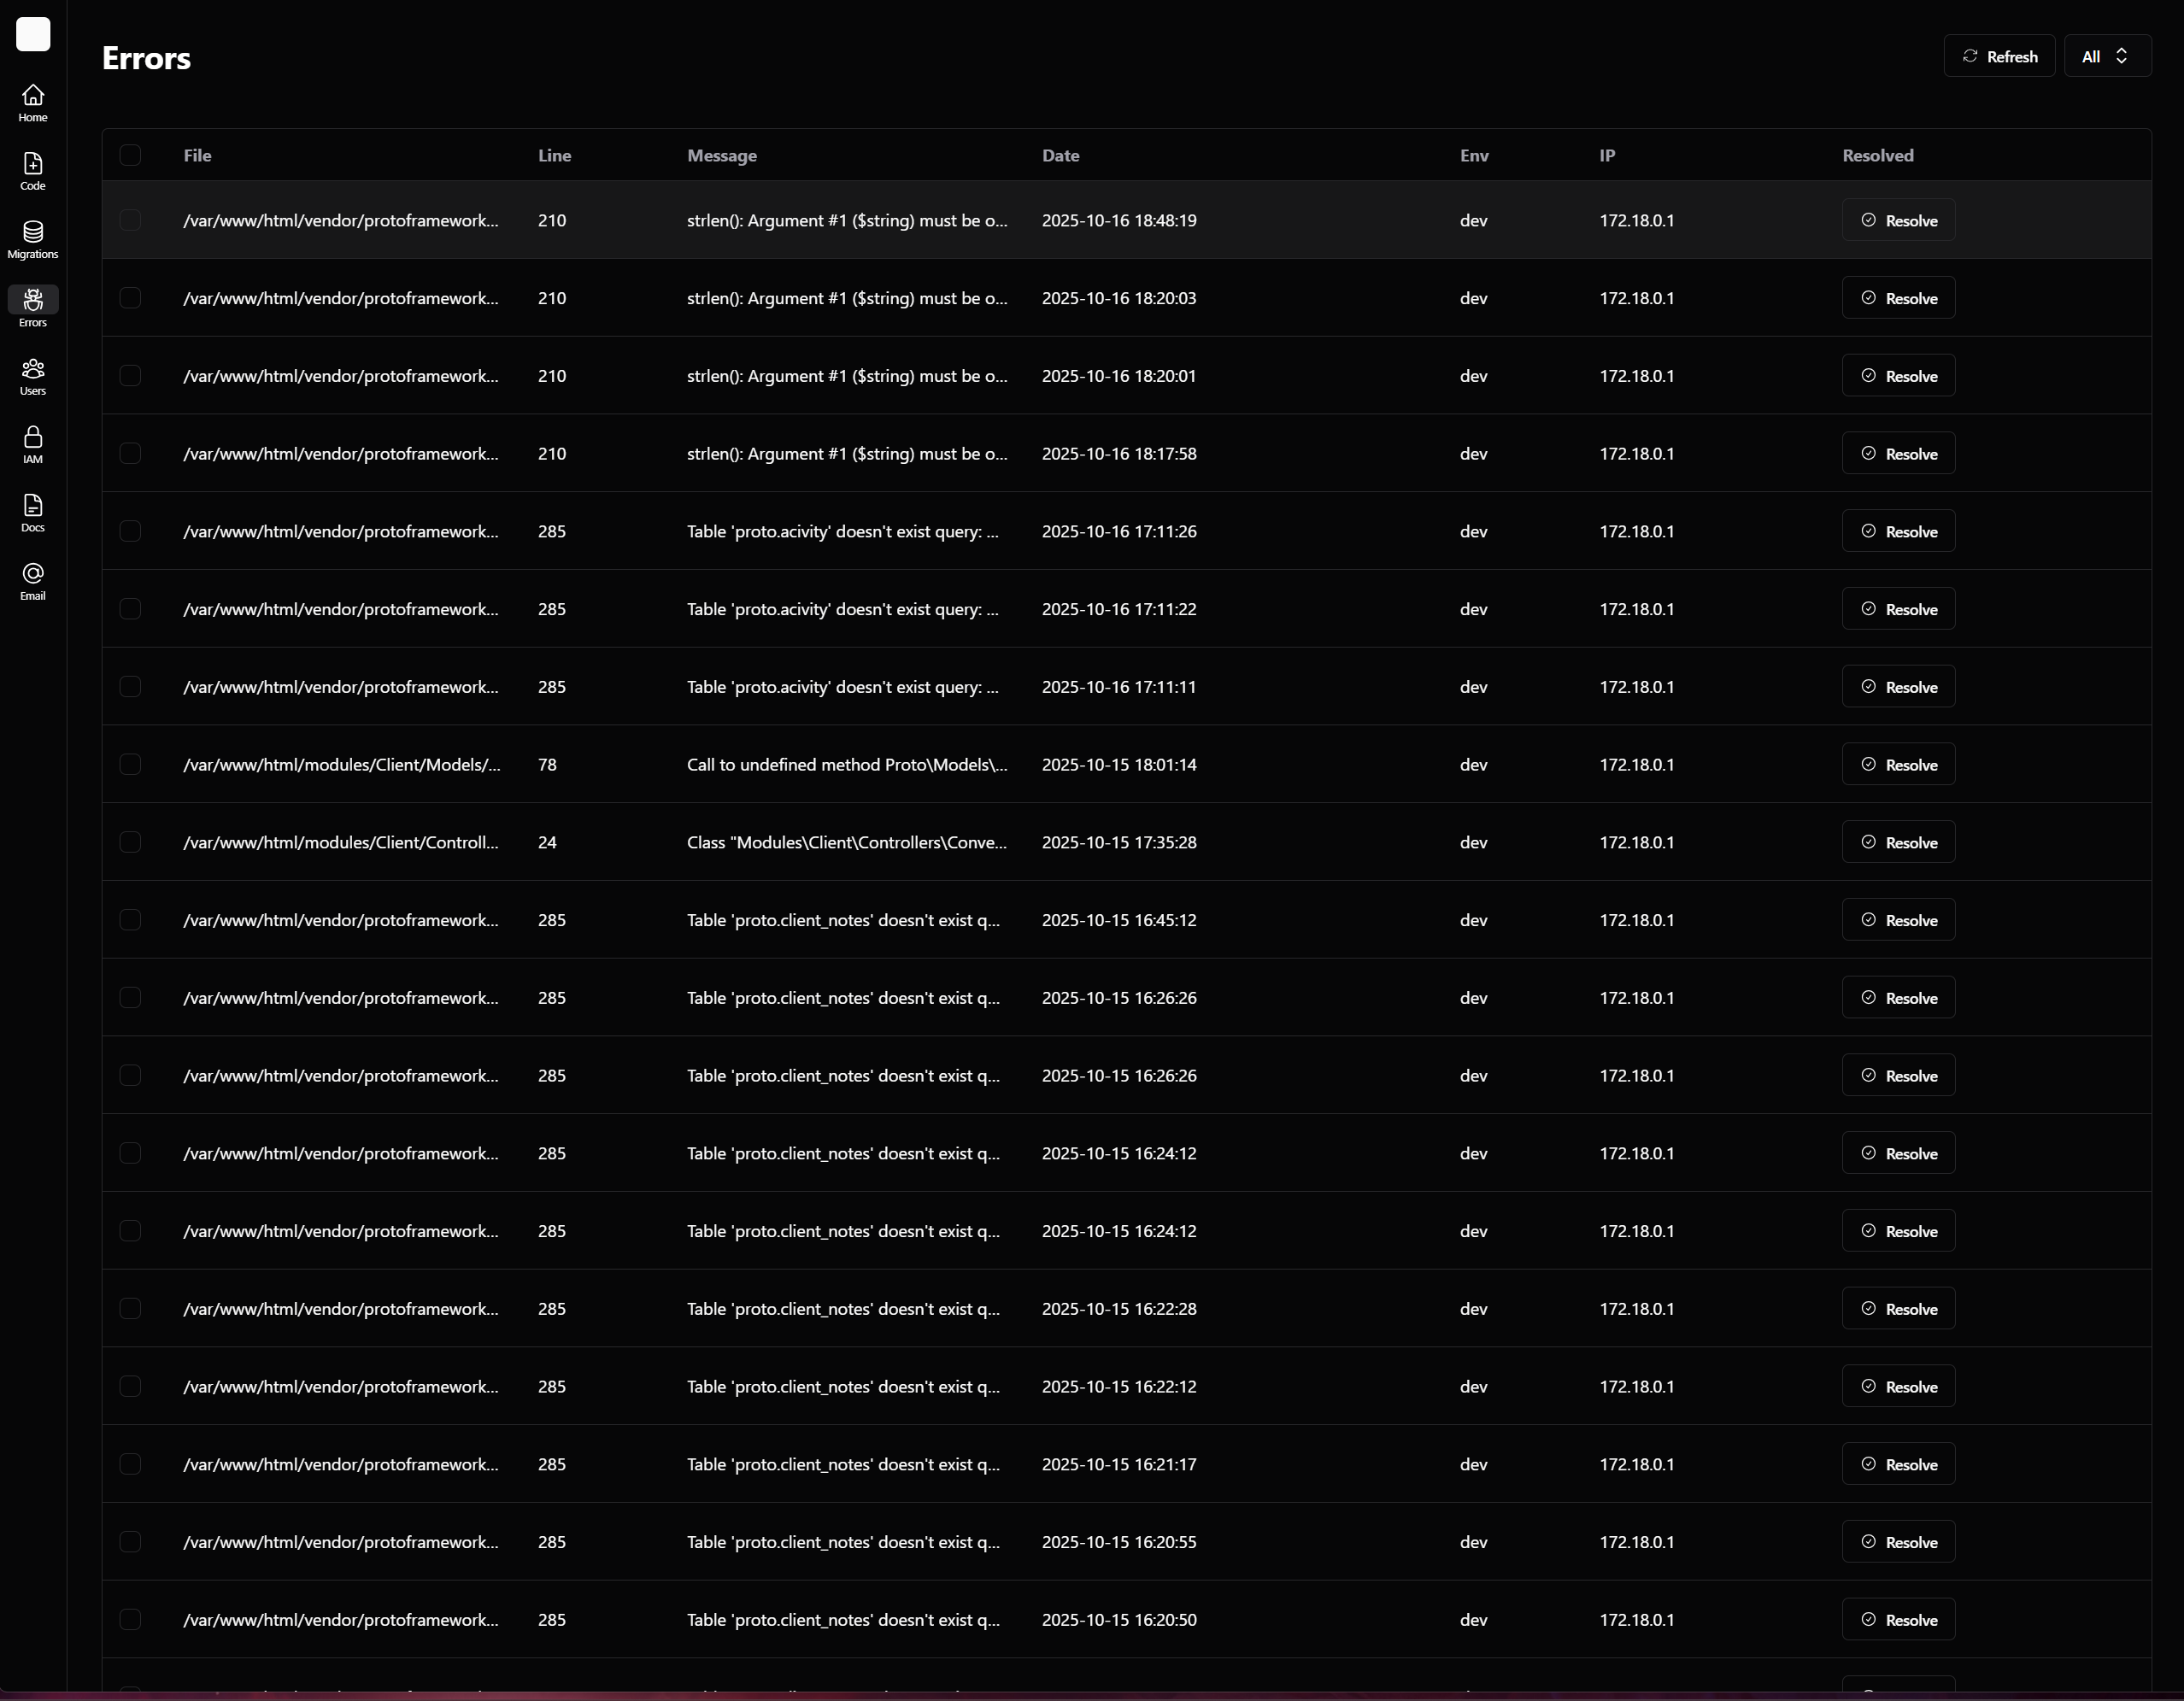 Errors
Refresh
All
Home
Code
Migrations
Errors
Users
IAM
Docs
Email
File Line Message Date Env IP Resolved
/var/www/html/vendor/protoframework... 210 strlen(): Argument #1 ($string) must be o... 2025-10-16 18:48:19 dev 172.18.0.1 Resolve
/var/www/html/vendor/protoframework... 210 strlen(): Argument #1 ($string) must be o... 2025-10-16 18:20:03 dev 172.18.0.1 Resolve
/var/www/html/vendor/protoframework... 210 strlen(): Argument #1 ($string) must be o... 2025-10-16 18:20:01 dev 172.18.0.1 Resolve
/var/www/html/vendor/protoframework... 210 strlen(): Argument #1 ($string) must be o... 2025-10-16 18:17:58 dev 172.18.0.1 Resolve
/var/www/html/vendor/protoframework... 285 Table 'proto.acivity' doesn't exist query: ... 2025-10-16 17:11:26 dev 172.18.0.1 Resolve
/var/www/html/vendor/protoframework... 285 Table 'proto.acivity' doesn't exist query: ... 2025-10-16 17:11:22 dev 172.18.0.1 Resolve
/var/www/html/vendor/protoframework... 285 Table 'proto.acivity' doesn't exist query: ... 2025-10-16 17:11:11 dev 172.18.0.1 Resolve
/var/www/html/modules/Client/Models/... 78 Call to undefined method Proto\Models\... 2025-10-15 18:01:14 dev 172.18.0.1 Resolve
/var/www/html/modules/Client/Controll... 24 Class "Modules\Client\Controllers\Conve... 2025-10-15 17:35:28 dev 172.18.0.1 Resolve
/var/www/html/vendor/protoframework... 285 Table 'proto.client_notes' doesn't exist q... 2025-10-15 16:45:12 dev 172.18.0.1 Resolve
/var/www/html/vendor/protoframework... 285 Table 'proto.client_notes' doesn't exist q... 2025-10-15 16:26:26 dev 172.18.0.1 Resolve
/var/www/html/vendor/protoframework... 285 Table 'proto.client_notes' doesn't exist q... 2025-10-15 16:26:26 dev 172.18.0.1 Resolve
/var/www/html/vendor/protoframework... 285 Table 'proto.client_notes' doesn't exist q... 2025-10-15 16:24:12 dev 172.18.0.1 Resolve
/var/www/html/vendor/protoframework... 285 Table 'proto.client_notes' doesn't exist q... 2025-10-15 16:24:12 dev 172.18.0.1 Resolve
/var/www/html/vendor/protoframework... 285 Table 'proto.client_notes' doesn't exist q... 2025-10-15 16:22:28 dev 172.18.0.1 Resolve
/var/www/html/vendor/protoframework... 285 Table 'proto.client_notes' doesn't exist q... 2025-10-15 16:22:12 dev 172.18.0.1 Resolve
/var/www/html/vendor/protoframework... 285 Table 'proto.client_notes' doesn't exist q... 2025-10-15 16:21:17 dev 172.18.0.1 Resolve
/var/www/html/vendor/protoframework... 285 Table 'proto.client_notes' doesn't exist q... 2025-10-15 16:20:55 dev 172.18.0.1 Resolve
/var/www/html/vendor/protoframework... 285 Table 'proto.client_notes' doesn't exist q... 2025-10-15 16:20:50 dev 172.18.0.1 Resolve